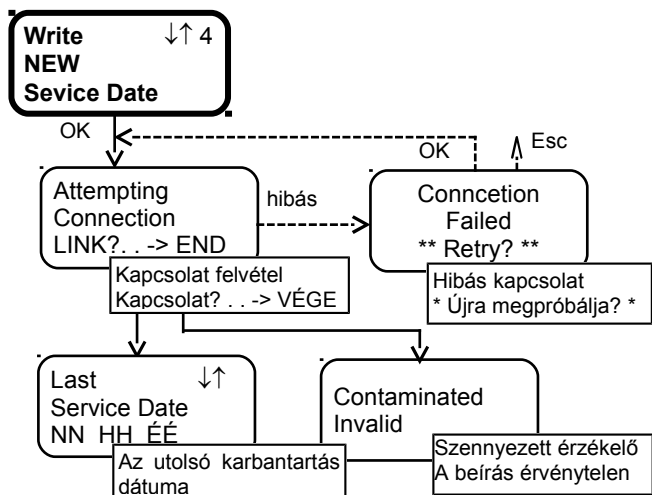 Write ↓↑ 4
NEW
Sevice Date
OK
OK
Esc
Attempting
Connection
LINK?. . -> END
hibás
Conncetion
Failed
** Retry? **
Kapcsolat felvétel
Kapcsolat? . . -> VÉGE
Hibás kapcsolat
* Újra megpróbálja? *
Last ↓↑
Service Date
NN HH ÉÉ
Contaminated
Invalid
Az utolsó karbantartás
dátuma
Szennyezett érzékelő
A beírás érvénytelen